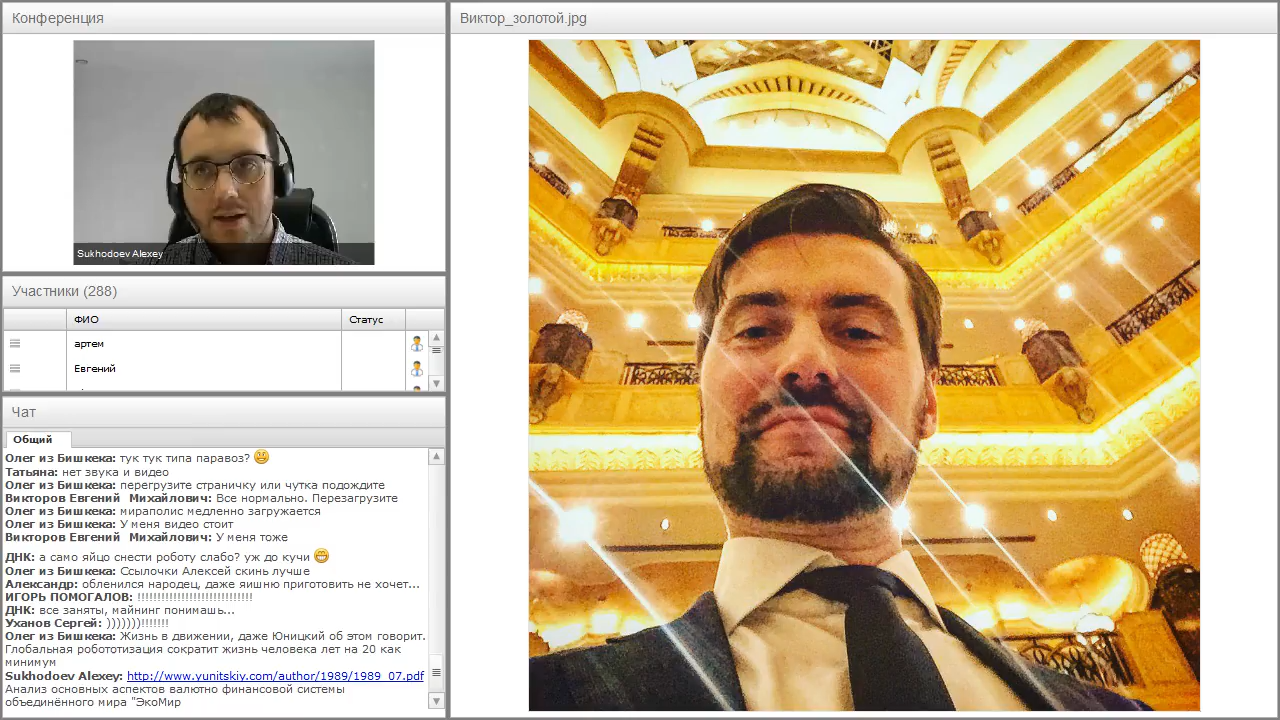 Конференция
Sukhodoev Alexey
Участники (288)
ФИО
Статус
артем
Евгений
Чат
Общий
Олег из Бишкека: тук тук типа паравоз?
Татьяна: нет звука и видео
Олег из Бишкека: перегрузите страничку или чутка подождите
Викторов Евгений Михайлович: Все нормально. Перезагрузите
Олег из Бишкека: мираполис медленно загружается
Олег из Бишкека: У меня видео стоит
Викторов Евгений Михайлович: У меня тоже
ДНК: а само яйцо снести роботу слабо? уж до кучи
Олег из Бишкека: Ссылочки Алексей скинь лучше
Александр: обленился народец, даже яишню приготовить не хочет...
ИГОРЬ ПОМОГАЛОВ: !!!!!!!!!!!!!!!!!!!!!!!!!!!!!
ДНК: все заняты, майнинг понимашь...
Уханов Сергей: )))))))!!!!!!!
Олег из Бишкека: Жизнь в движении, даже Юницкий об этом говорит.
Глобальная робототизация сократит жизнь человека лет на 20 как
минимум
Sukhodoev Alexey: http://www.yunitskiy.com/author/1989/1989_07.pdf
Анализ основных аспектов валютно финансовой системы
объединённого мира "ЭкоМир
Виктор_золотой.jpg